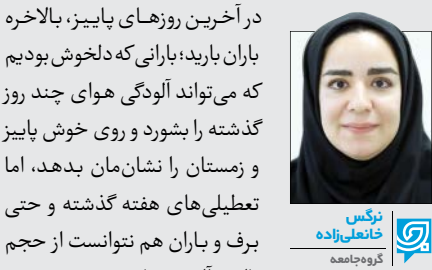 در آخرین روزهای پاییز، بالاخره
باران بارید؛ بارانی که دلخوش بودیم
که می‌تواند آلودگی هوای چند روز
گذشته را بشورد و روی خوش پاییز
و زمستان را نشان‌مان بدهد، اما
تعطیلی‌های هفته گذشته و حتی
برف و باران هم نتوانست از حجم
نرگس
خانعلی‌زاده
گروه‌جامعه